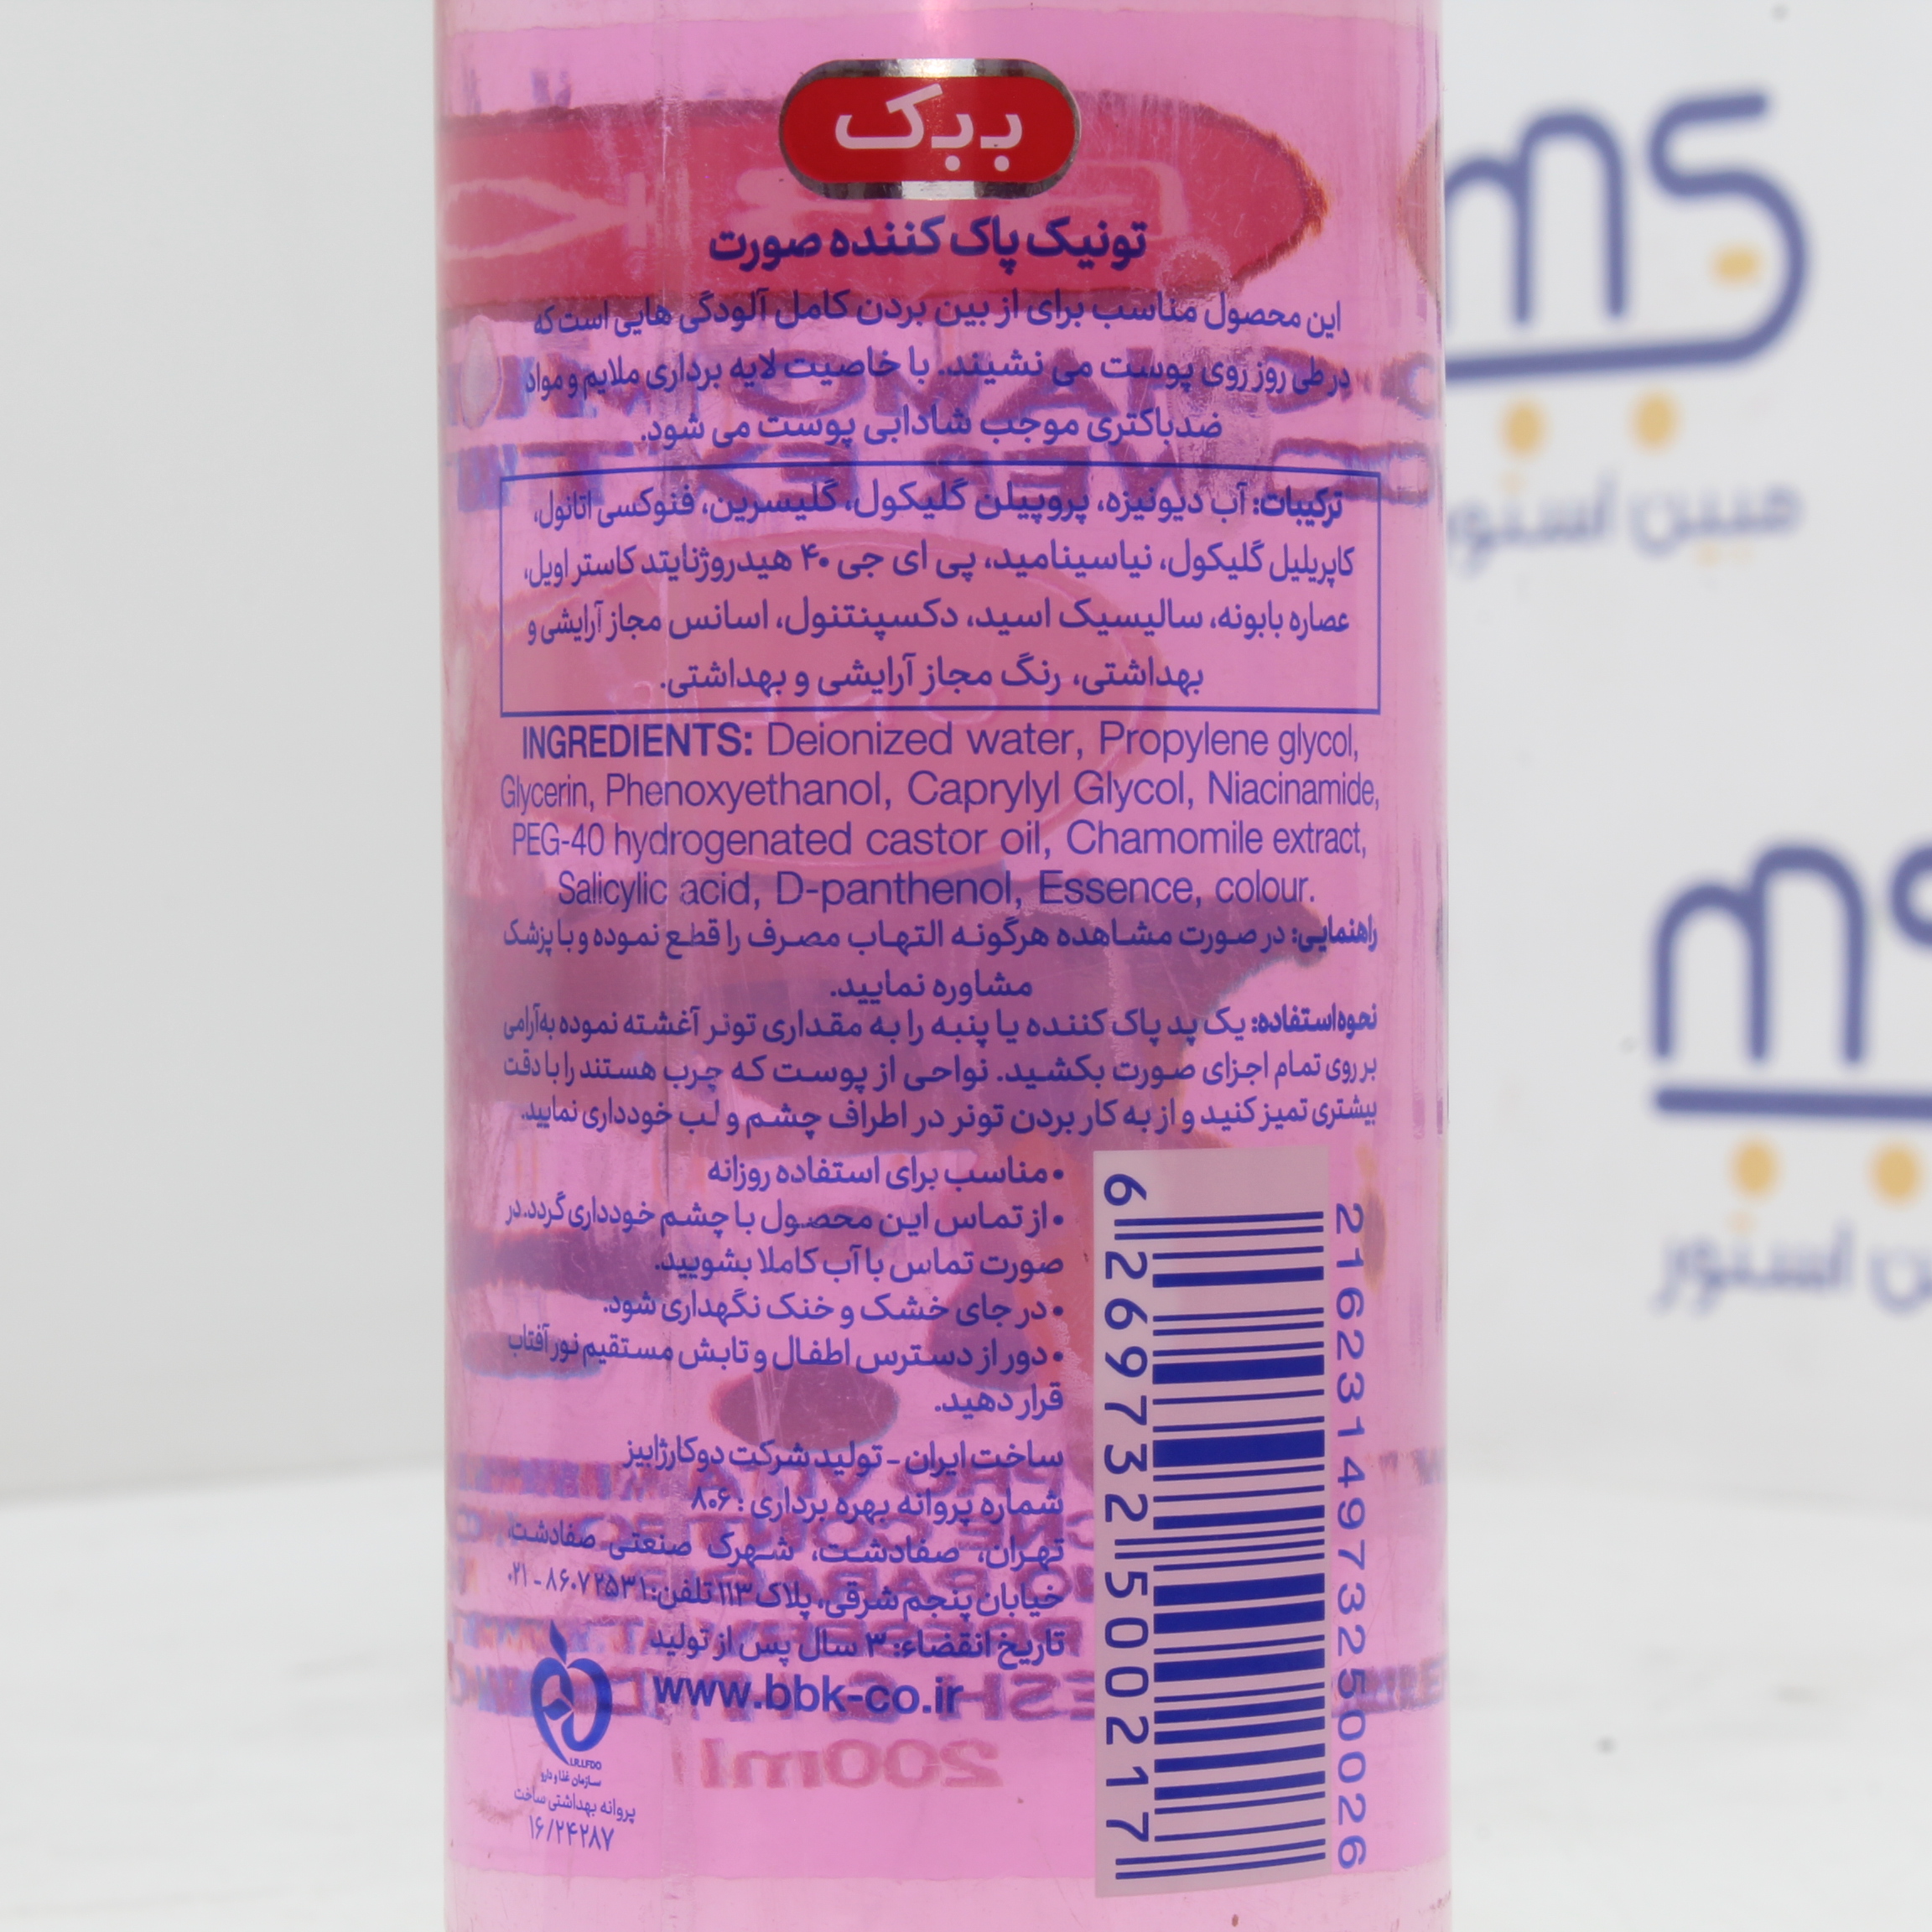 ب.ب.ک
تونیک پاک کننده صورت
این محصول مناسب برای از بین بردن کامل آلودگی هایی است که
در طی روز روی پوست می نشیند. با خاصیت لایه برداری ملایم و مواد
ضدباکتری موجب شادابی پوست می شود.
ترکیبات: آب دیونیزه، پروپیلن گلیکول، گلیسرین، فنوکسی اتانول،
کاپریلیل گلیکول، نیاسینامید، پی ای جی ۴۰ هیدروژنایتد کاستر اویل،
عصاره بابونه، سالیسیک اسید، دکسپنتنول، اسانس مجاز آرایشی و
بهداشتی، رنگ مجاز آرایشی و بهداشتی.
INGREDIENTS: Deionized water, Propylene glycol,
Glycerin, Phenoxyethanol, Caprylyl Glycol, Niacinamide,
PEG-40 hydrogenated castor oil, Chamomile extract,
Salicylic acid, D-panthenol, Essence, colour.
راهنمایی: در صورت مشاهده هرگونه التهاب مصرف را قطع نموده و با پزشک
مشاوره نمایید.
نحوه استفاده: یک پد پاک کننده یا پنبه را به مقداری تونر آغشته نموده به‌آرامی
بر روی تمام اجزای صورت بکشید. نواحی از پوست که چرب هستند را با دقت
بیشتری تمیز کنید و از به کار بردن تونر در اطراف چشم و لب خودداری نمایید.
• مناسب برای استفاده روزانه
• از تماس این محصول با چشم خودداری گردد. در
صورت تماس با آب کاملا بشویید.
• در جای خشک و خنک نگهداری شود.
• دور از دسترس اطفال و تابش مستقیم نور آفتاب
قرار دهید.
ساخت ایران - تولید شرکت دوکارژابیز
شماره پروانه بهره برداری : ۸۰۶
تهران، صفادشت، شهرک صنعتی صفادشت،
خیابان پنجم شرقی، پلاک ۱۱۳ تلفن: ۸۶۰۷۲۵۳۱ - ۰۲۱
تاریخ انقضاء: ۳ سال پس از تولید
www.bbk-co.ir
I.R.I.FDO
سازمان غذا و دارو
پروانه بهداشتی ساخت
۱۶/۲۴۲۸۷
6269732500217
2162314973250026
200ml
ms
مبین استور
ms
ین استور